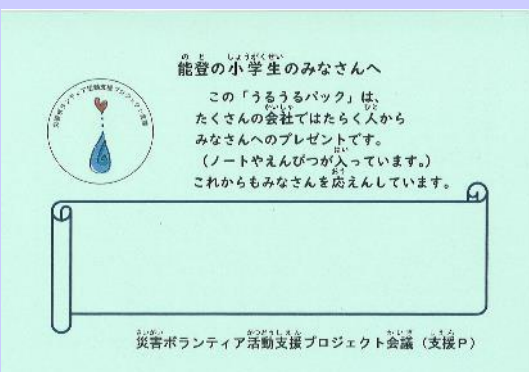 能登の小学生のみなさんへ
この「うるうるパック」は、
たくさんの会社ではたらく人から
みなさんへのプレゼントです。
（ノートやえんぴつが入っています。）
これからもみなさんを応えんしています。
災害ボランティア活動支援プロジェクト会議（支援P）